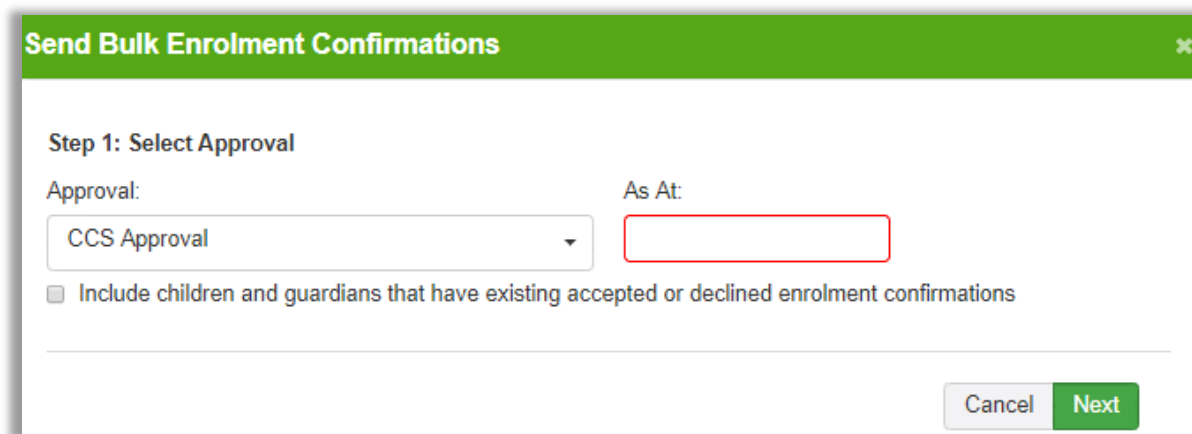 Send Bulk Enrolment Confirmations
Step 1: Select Approval
Approval: As At:
CCS Approval
Include children and guardians that have existing accepted or declined enrolment confirmations
Cancel Next